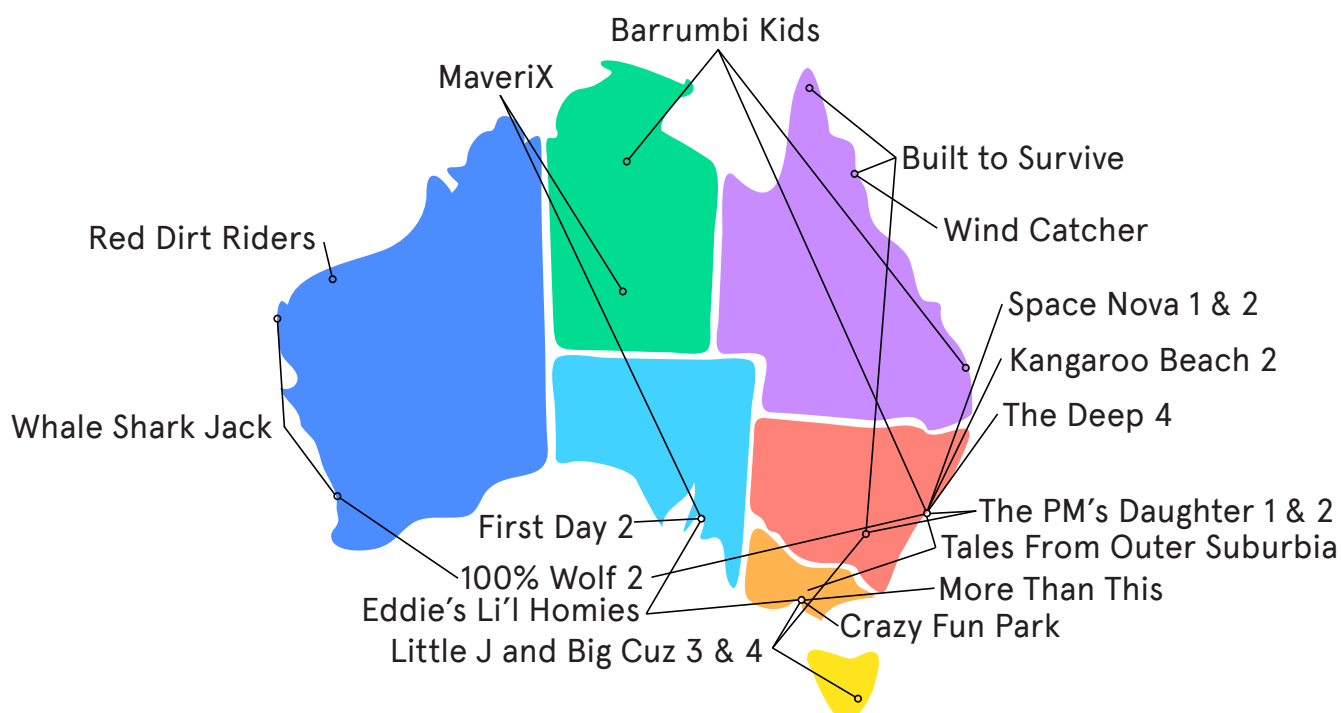 Barrumbi Kids
MaveriX
Built to Survive
Wind Catcher
Red Dirt Riders
Space Nova 1 & 2
Kangaroo Beach 2
The Deep 4
Whale Shark Jack
The PM’s Daughter 1 & 2
First Day 2
Tales From Outer Suburbia
100% Wolf 2
More Than This
Eddie’s Li’l Homies
Crazy Fun Park
Little J and Big Cuz 3 & 4